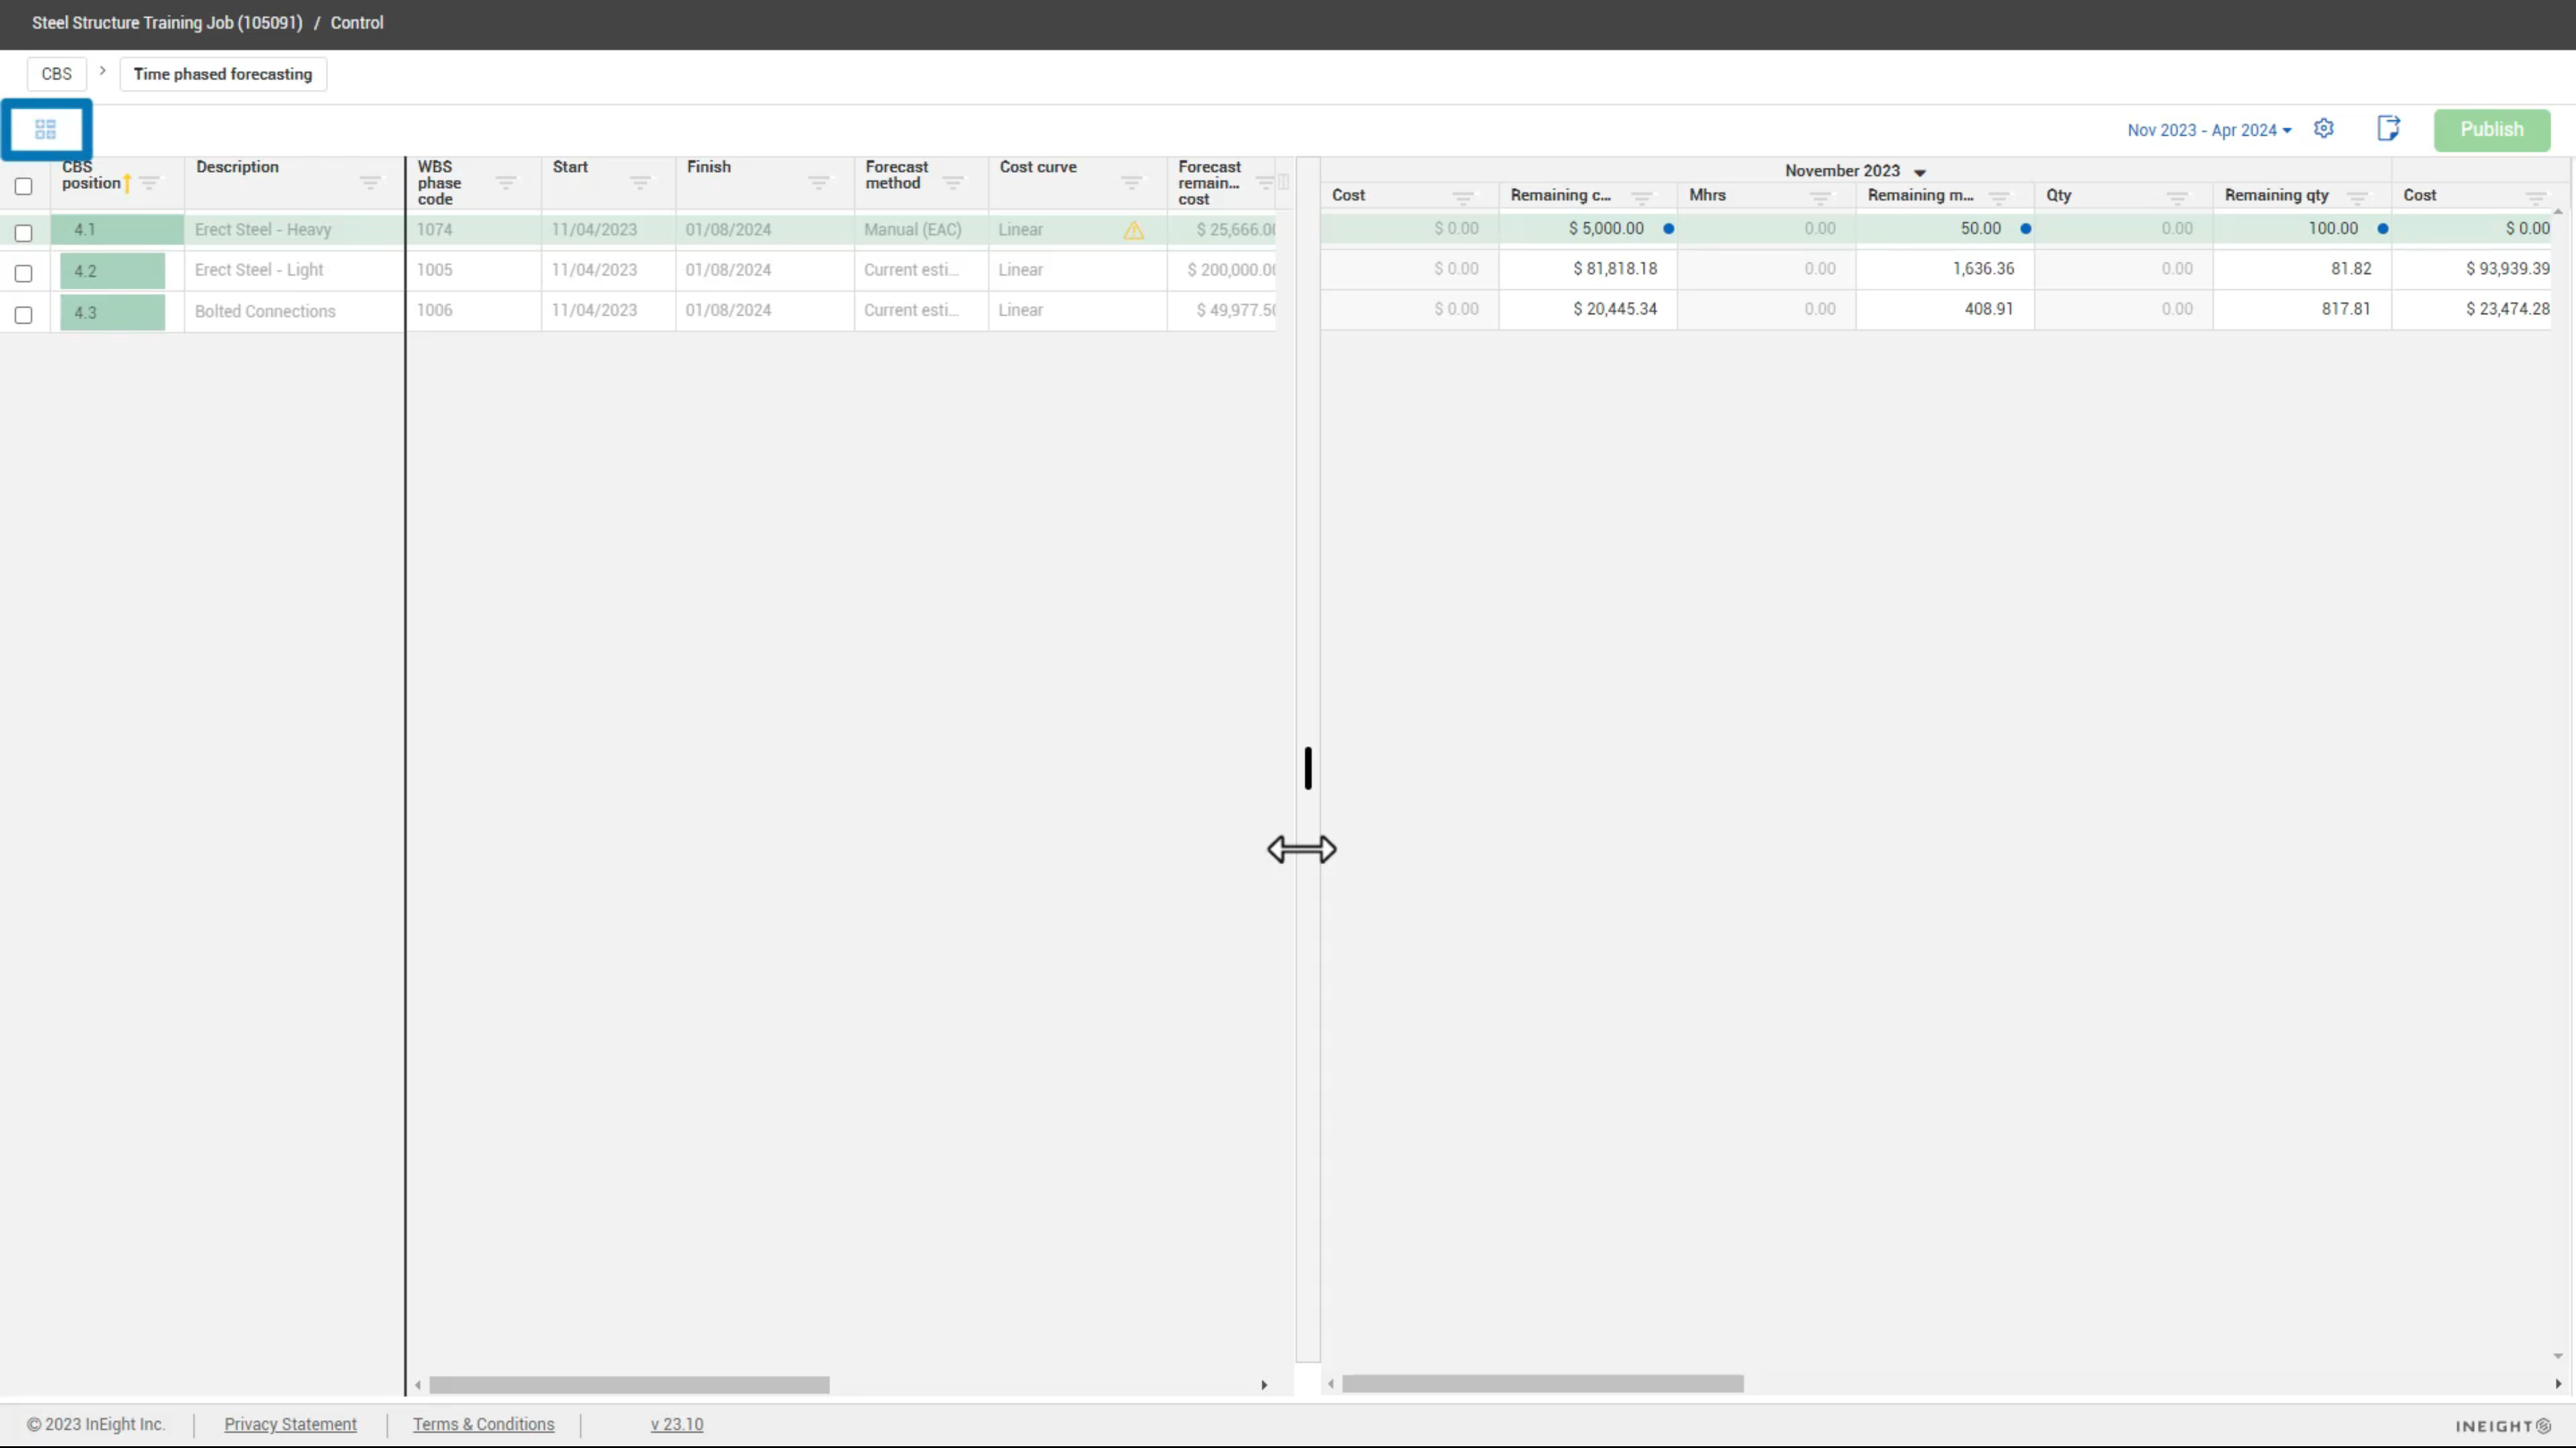 Steel Structure Training Job (105091) / Control
CBS > Time phased forecasting
Nov 2023 - Apr 2024
Publish
CBS position
Description
WBS phase code
Start
Finish
Forecast method
Cost curve
Forecast remain... cost
November 2023
Cost
Remaining c...
Mhrs
Remaining m...
Qty
Remaining qty
Cost
4.1 Erect Steel - Heavy 1074 11/04/2023 01/08/2024 Manual (EAC) Linear $ 25,666.00 $ 0.00 $ 5,000.00 0.00 50.00 0.00 100.00 $ 0.00
4.2 Erect Steel - Light 1005 11/04/2023 01/08/2024 Current esti... Linear $ 200,000.00 $ 0.00 $ 81,818.18 0.00 1,636.36 0.00 81.82 $ 93,939.39
4.3 Bolted Connections 1006 11/04/2023 01/08/2024 Current esti... Linear $ 49,977.50 $ 0.00 $ 20,445.34 0.00 408.91 0.00 817.81 $ 23,474.28
© 2023 InEight Inc. Privacy Statement Terms & Conditions v 23.10 INEIGHT